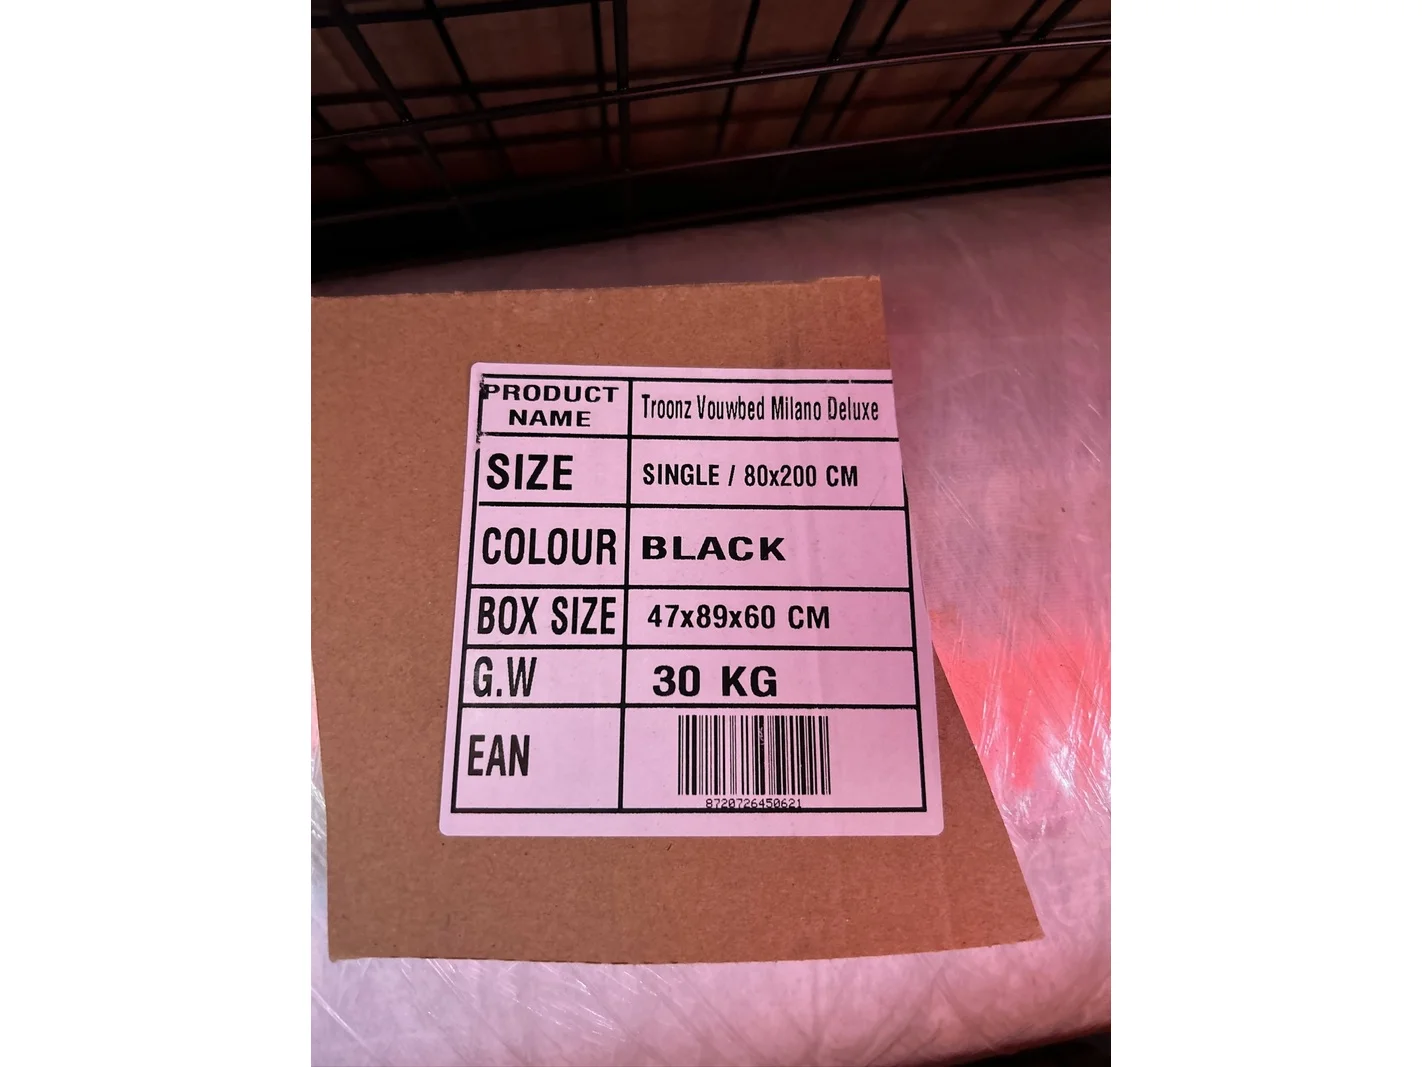 PRODUCT NAME Troonz Vouwbed Milano Deluxe
SIZE SINGLE / 80x200 CM
COLOUR BLACK
BOX SIZE 47x89x60 CM
G.W 30 KG
EAN
8720726450621